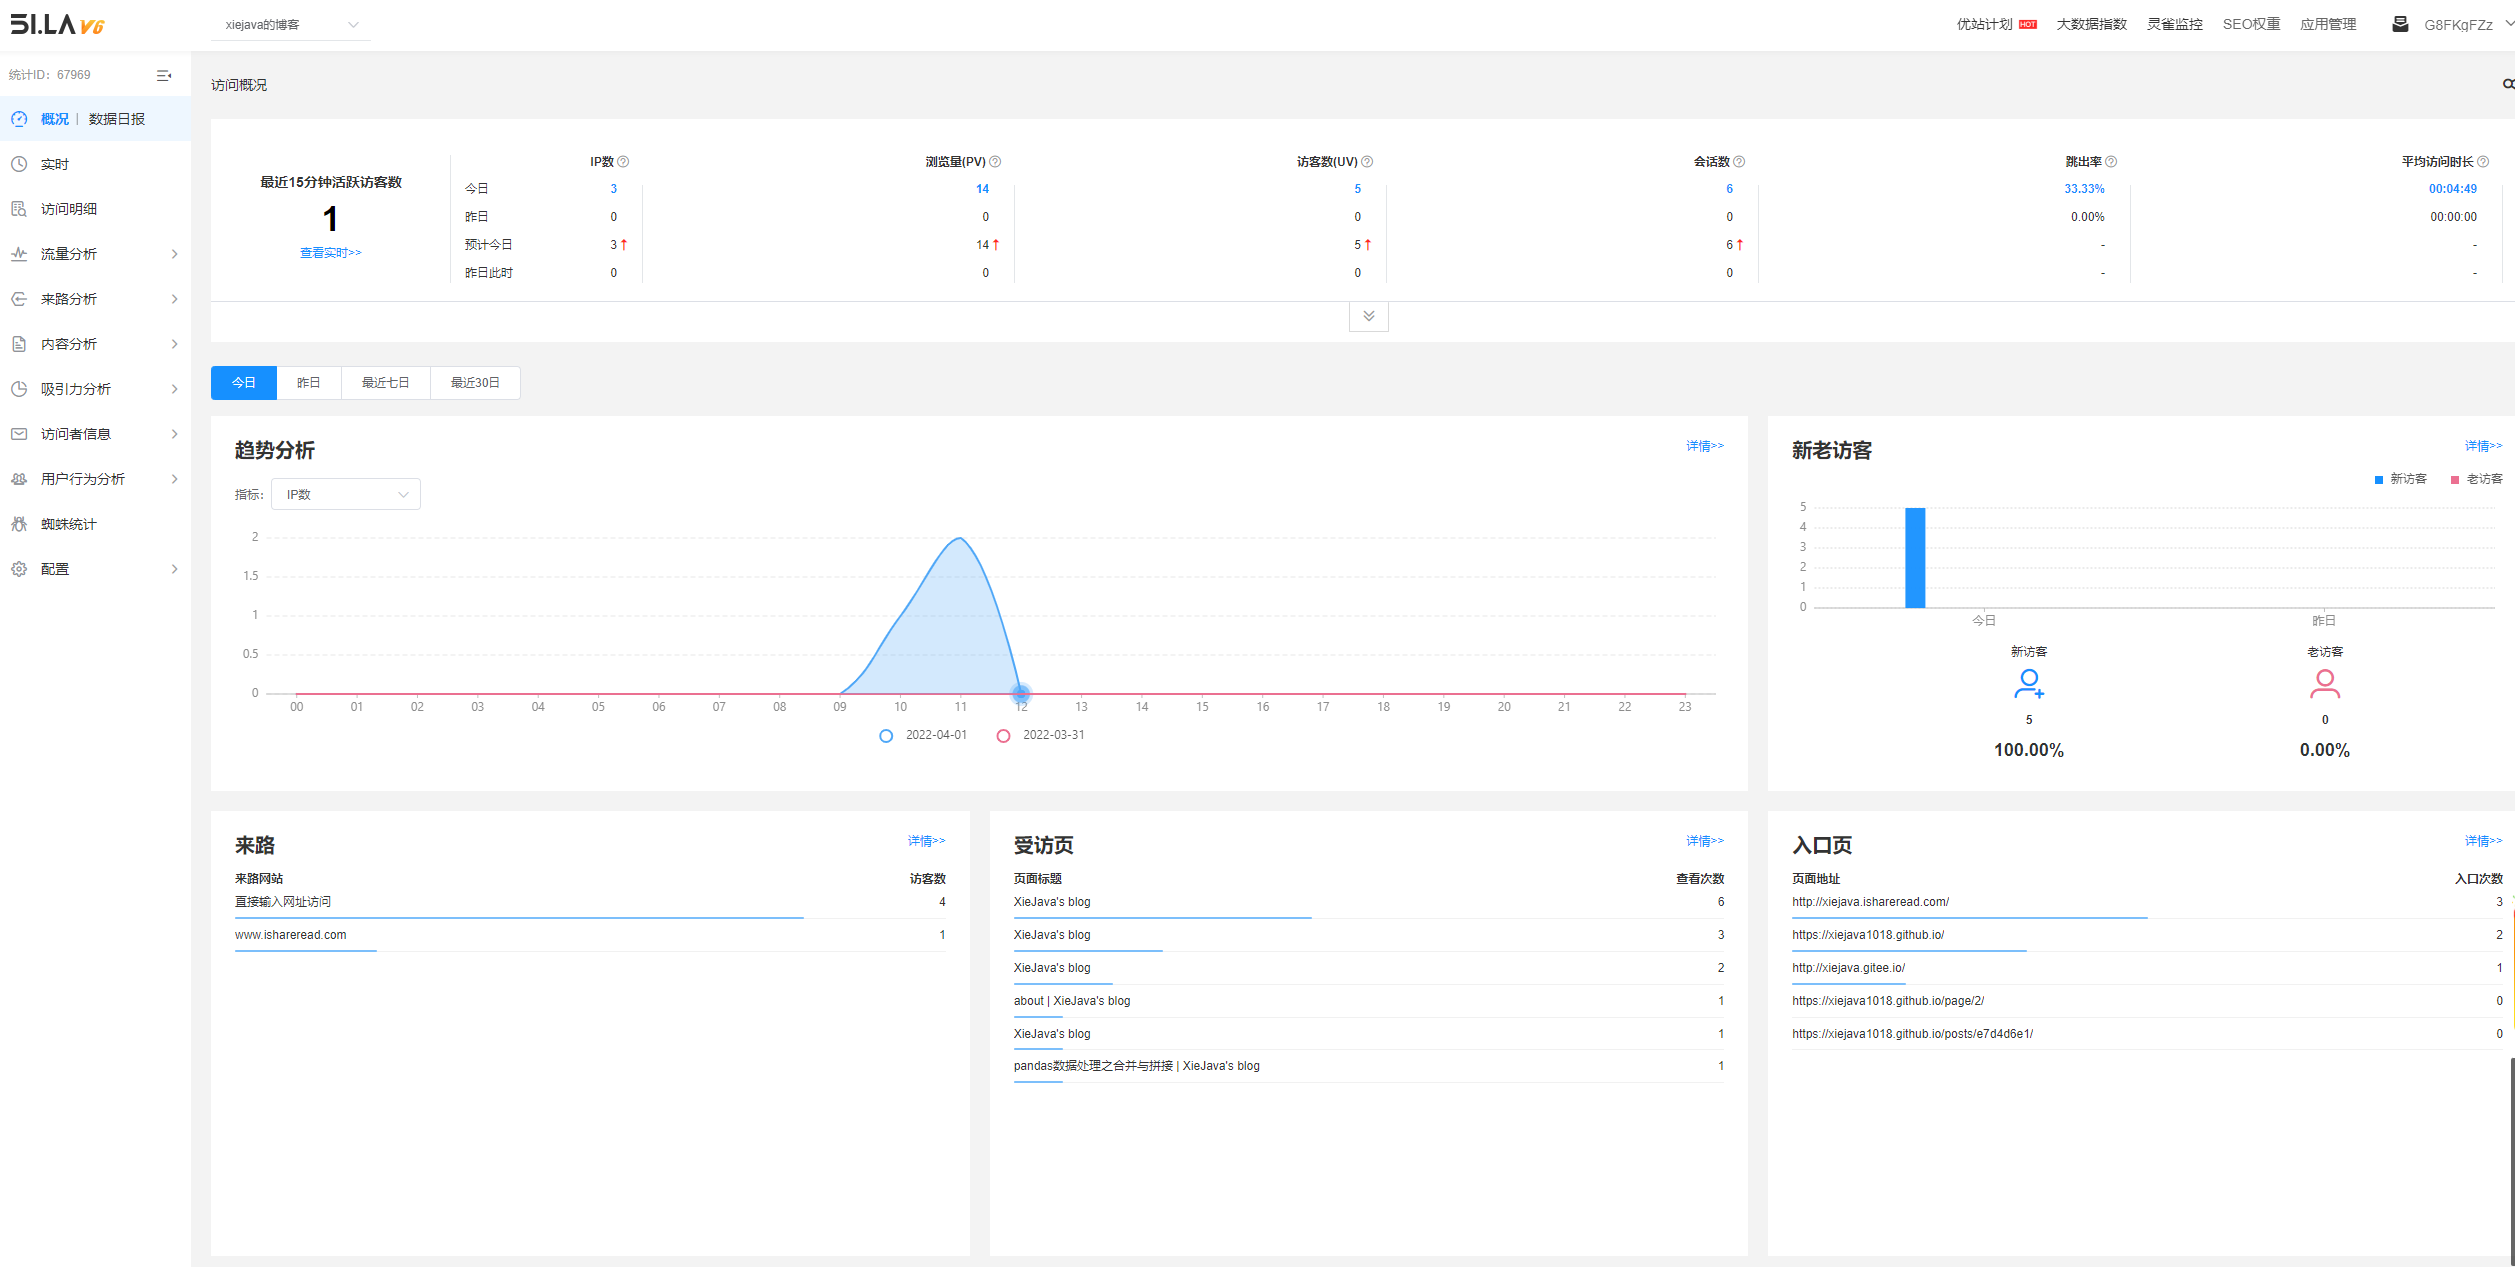 51.LA V6
xiejava的博客
优站计划 HOT 大数据指数 灵雀监控 SEO权重 应用管理 G8FKgFZz
统计ID：67969
概况 | 数据日报
实时
访问明细
流量分析
来路分析
内容分析
吸引力分析
访问者信息
用户行为分析
蜘蛛统计
配置
访问概况
最近15分钟活跃访客数
1
查看实时>>
IP数 浏览量(PV) 访客数(UV) 会话数 跳出率 平均访问时长
今日 3 14 5 6 33.33% 00:04:49
昨日 0 0 0 0 0.00% 00:00:00
预计今日 3 14 5 6 - -
昨日此时 0 0 0 0 - -
今日 昨日 最近七日 最近30日
趋势分析 详情>>
指标： IP数
2
1.5
1
0.5
0
00 01 02 03 04 05 06 07 08 09 10 11 12 13 14 15 16 17 18 19 20 21 22 23
2022-04-01 2022-03-31
新老访客 详情>>
新访客 老访客
5
4
3
2
1
0
今日 昨日
新访客 老访客
5 0
100.00% 0.00%
来路 详情>>
来路网站 访客数
直接输入网址访问 4
www.ishareread.com 1
受访页 详情>>
页面标题 查看次数
XieJava's blog 6
XieJava's blog 3
XieJava's blog 2
about | XieJava's blog 1
XieJava's blog 1
pandas数据处理之合并与拼接 | XieJava's blog 1
入口页 详情>>
页面地址 入口次数
http://xiejava.ishareread.com/ 3
https://xiejava1018.github.io/ 2
http://xiejava.gitee.io/ 1
https://xiejava1018.github.io/page/2/ 0
https://xiejava1018.github.io/posts/e7d4d6e1/ 0